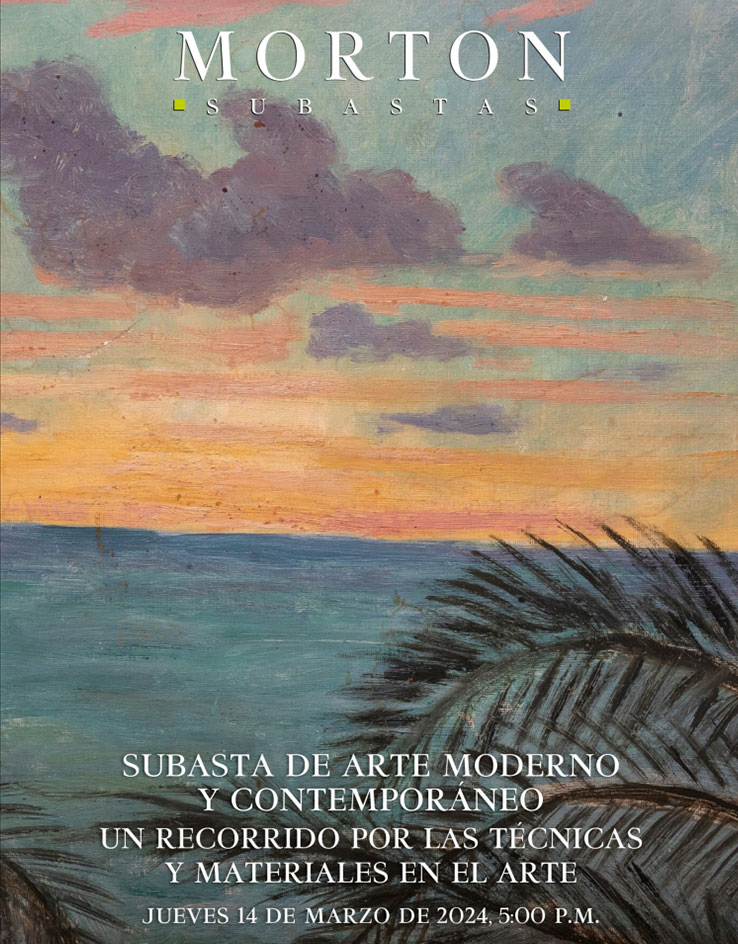 MORTON
SUBASTAS
SUBASTA DE ARTE MODERNO
Y CONTEMPORÁNEO
UN RECORRIDO POR LAS TÉCNICAS
Y MATERIALES EN EL ARTE
JUEVES 14 DE MARZO DE 2024, 5:00 P.M.